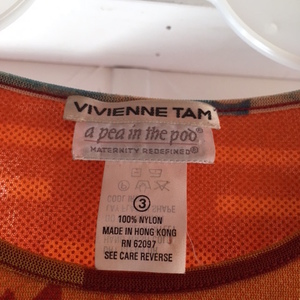 VIVIENNE TAM
a pea in the pod®
MATERNITY REDEFINED®
3
100% NYLON
MADE IN HONG KONG
RN 62097
SEE CARE REVERSE